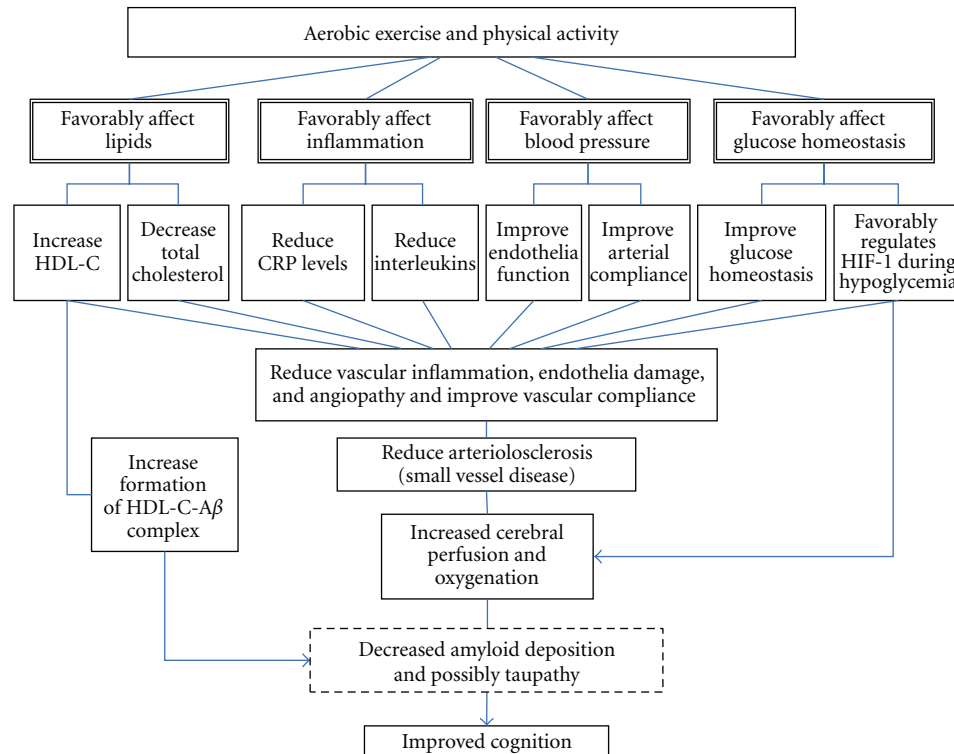 Aerobic exercise and physical activity
Favorably affect
lipids
Favorably affect
inflammation
Favorably affect
blood pressure
Favorably affect
glucose homeostasis
Increase
HDL-C
Decrease
total
cholesterol
Reduce
CRP levels
Reduce
interleukins
Improve
endothelia
function
Improve
arterial
compliance
Improve
glucose
homeostasis
Favorably
regulates
HIF-1 during
hypoglycemia
Reduce vascular inflammation, endothelia damage,
and angiopathy and improve vascular compliance
Reduce arteriolosclerosis
(small vessel disease)
Increase
formation
of HDL-C-Aβ
complex
Increased cerebral
perfusion and
oxygenation
Decreased amyloid deposition
and possibly taupathy
Improved cognition